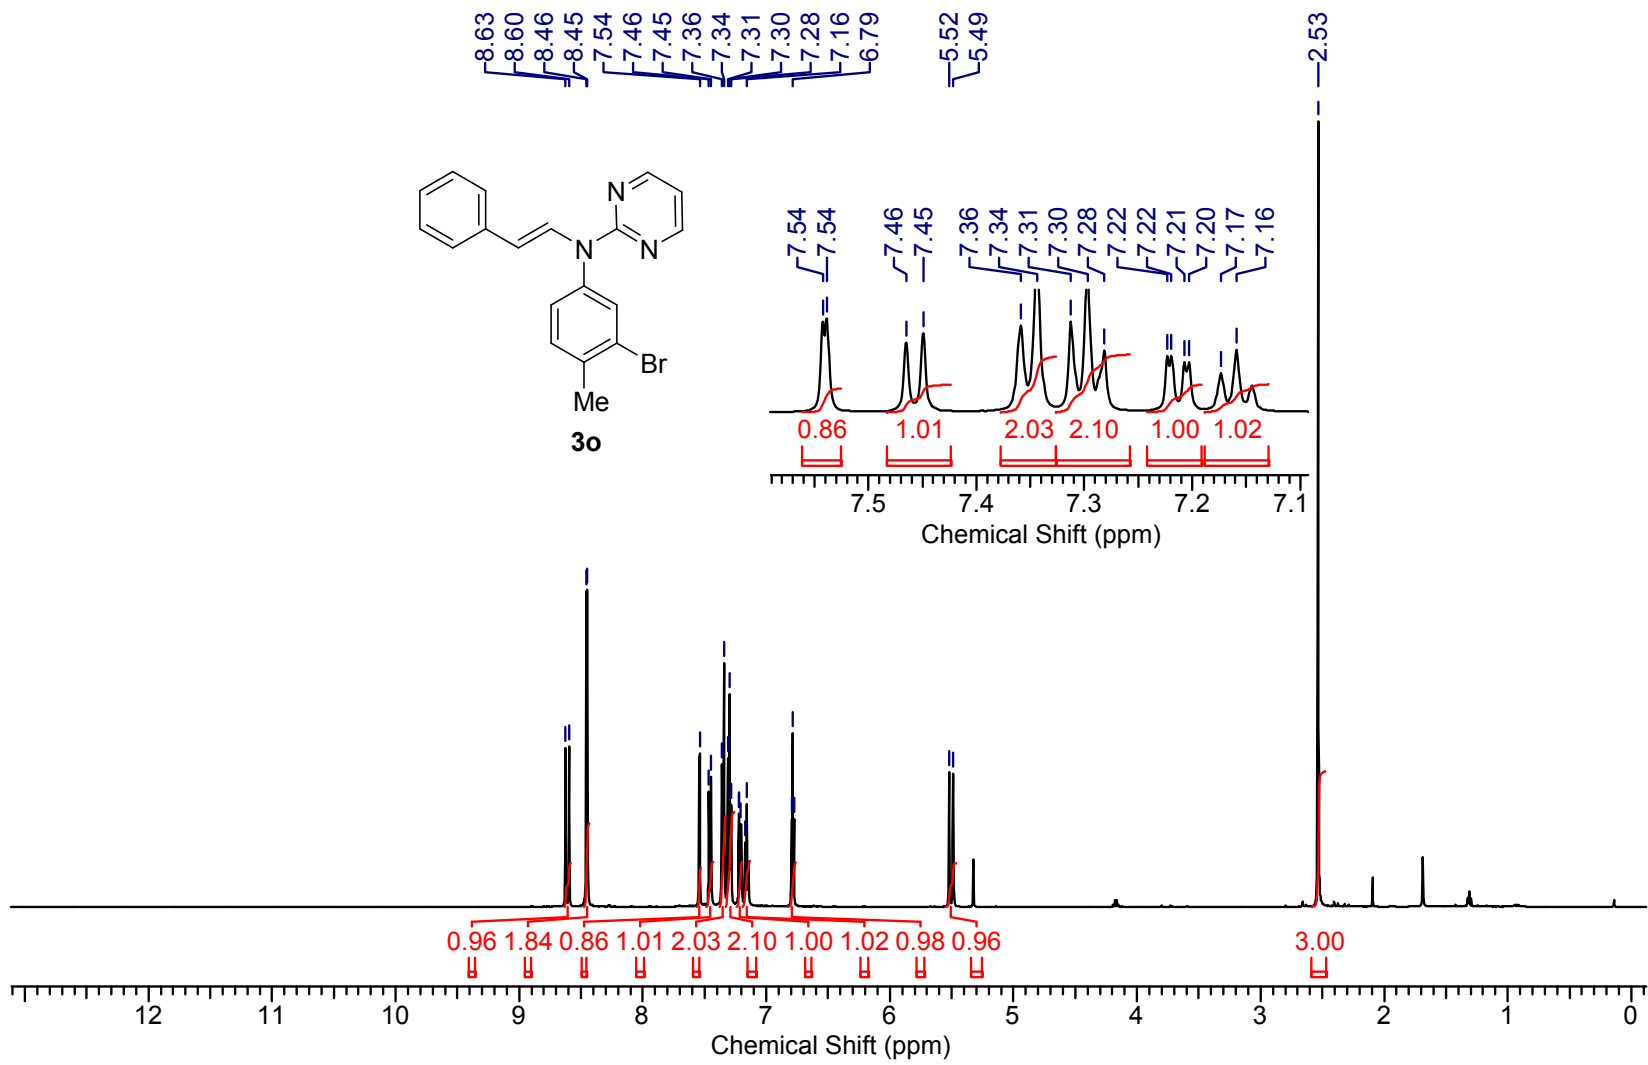 8.63 8.60 8.46 8.45 7.54 7.46 7.45 7.36 7.34 7.31 7.30 7.28 7.16 6.79 5.52 5.49 2.53
N
N
N
Br
Me
3o
7.54 7.54 7.46 7.45 7.36 7.34 7.31 7.30 7.28 7.22 7.22 7.21 7.20 7.17 7.16
0.86 1.01 2.03 2.10 1.00 1.02
7.5 7.4 7.3 7.2 7.1
Chemical Shift (ppm)
0.96 1.84 0.86 1.01 2.03 2.10 1.00 1.02 0.98 0.96 3.00
12 11 10 9 8 7 6 5 4 3 2 1 0
Chemical Shift (ppm)